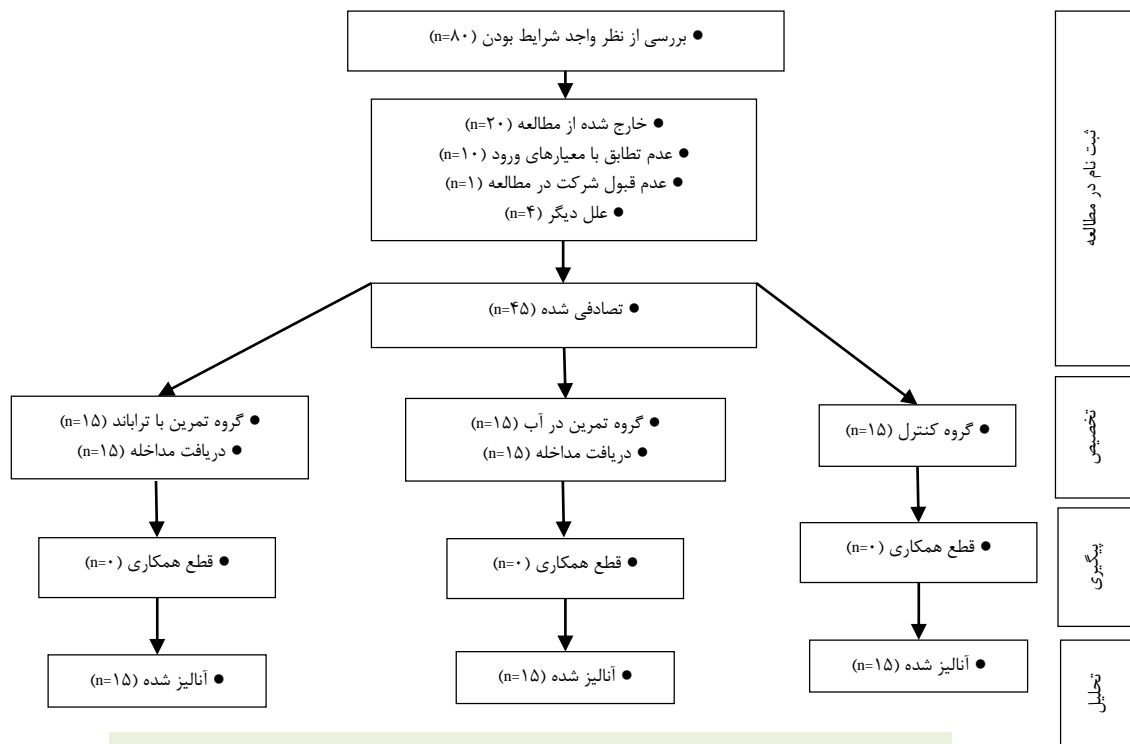 ● بررسی از نظر واجد شرایط بودن (n=۸۰)
● خارج شده از مطالعه (n=۲۰)
● عدم تطابق با معیارهای ورود (n=۱۰)
● عدم قبول شرکت در مطالعه (n=۱)
● علل دیگر (n=۴)
ثبت نام در مطالعه
● تصادفی شده (n=۴۵)
● گروه کنترل (n=۱۵)
● گروه تمرین در آب (n=۱۵)
● دریافت مداخله (n=۱۵)
● گروه تمرین با تراباند (n=۱۵)
● دریافت مداخله (n=۱۵)
تخصیص
● قطع همکاری (n=۰)
● قطع همکاری (n=۰)
● قطع همکاری (n=۰)
پیگیری
● آنالیز شده (n=۱۵)
● آنالیز شده (n=۱۵)
● آنالیز شده (n=۱۵)
تحلیل